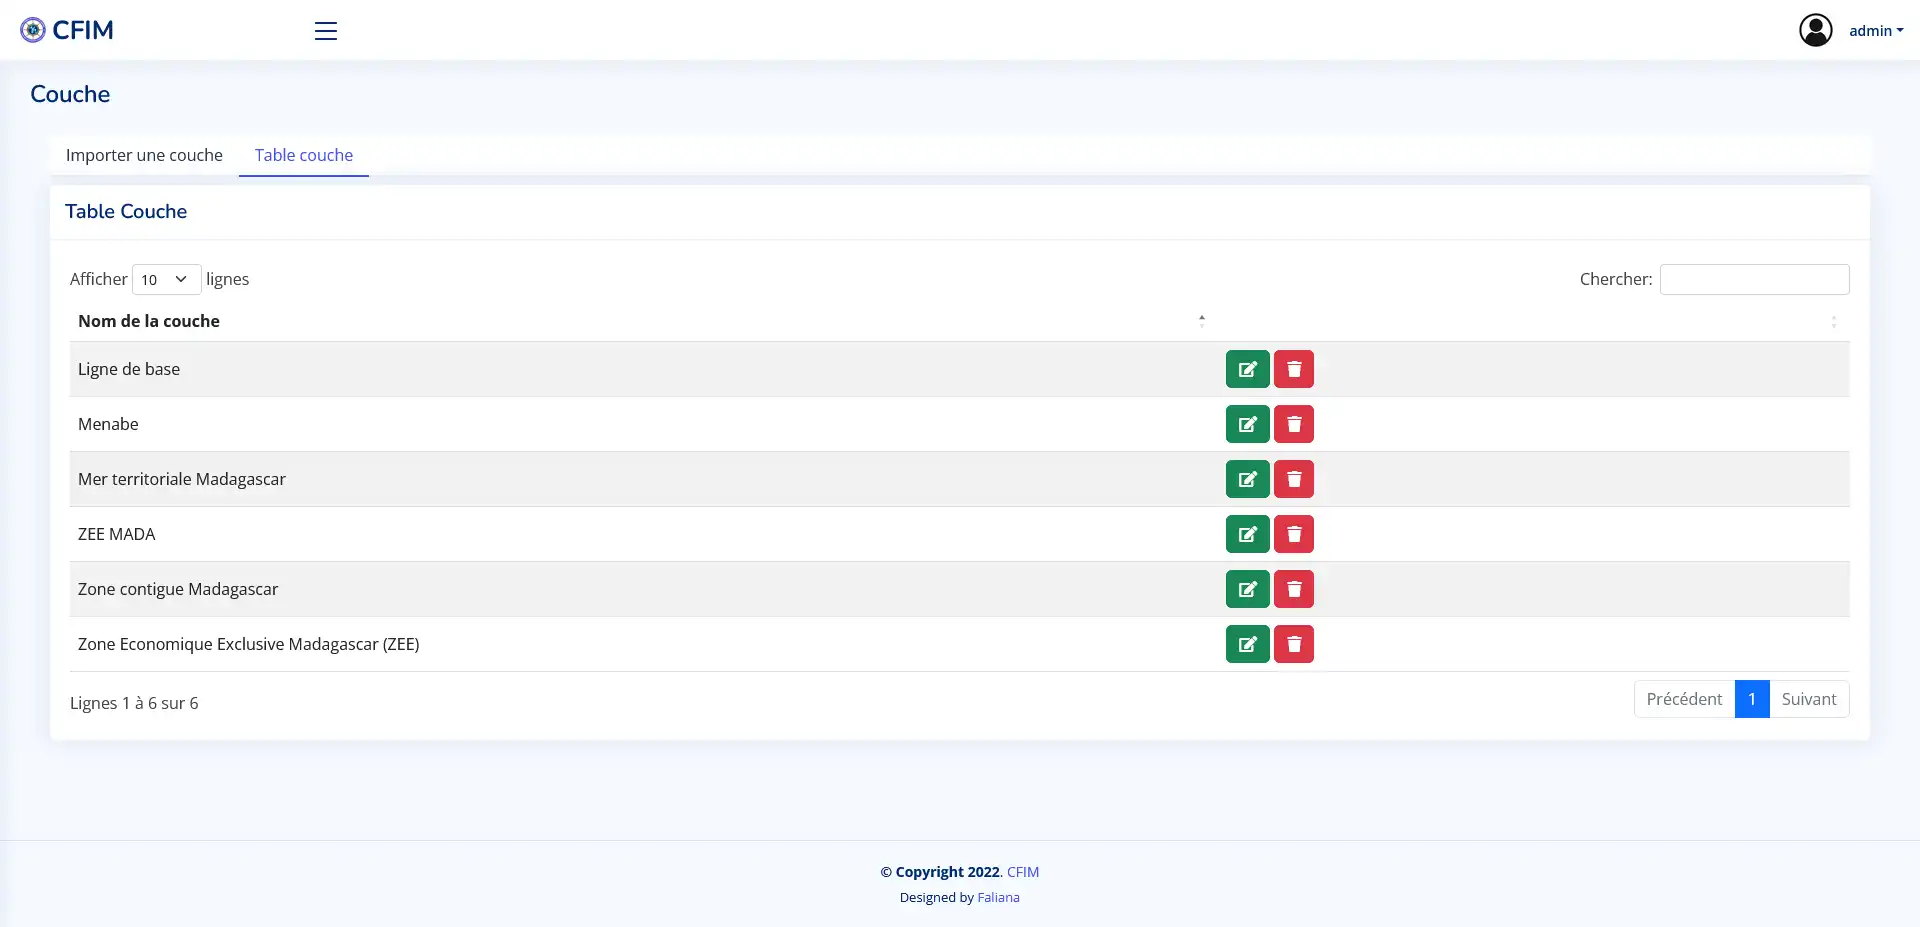 CFIM
admin
Couche
Importer une couche
Table couche
Table Couche
Afficher 10 lignes
Chercher:
Nom de la couche
Ligne de base
Menabe
Mer territoriale Madagascar
ZEE MADA
Zone contigue Madagascar
Zone Economique Exclusive Madagascar (ZEE)
Lignes 1 à 6 sur 6
Précédent 1 Suivant
© Copyright 2022. CFIM
Designed by Faliana